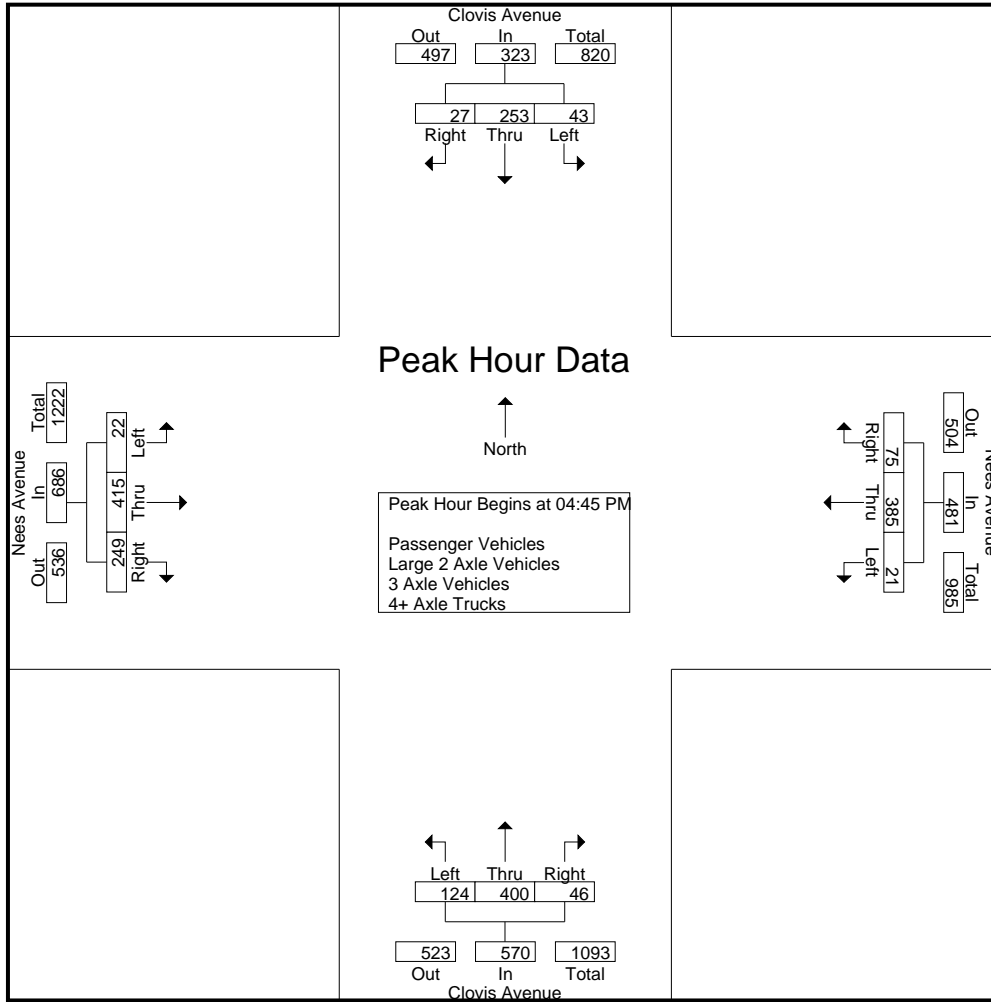 Clovis Avenue
Out In Total
497 323 820
27 253 43
Right Thru Left
Peak Hour Data
North
Peak Hour Begins at 04:45 PM
Passenger Vehicles
Large 2 Axle Vehicles
3 Axle Vehicles
4+ Axle Trucks
Nees Avenue
Out In Total
536 686 1222
249 415 22
Right Thru Left
Nees Avenue
Out In Total
504 481 985
75 385 21
Right Thru Left
Left Thru Right
124 400 46
523 570 1093
Out In Total
Clovis Avenue